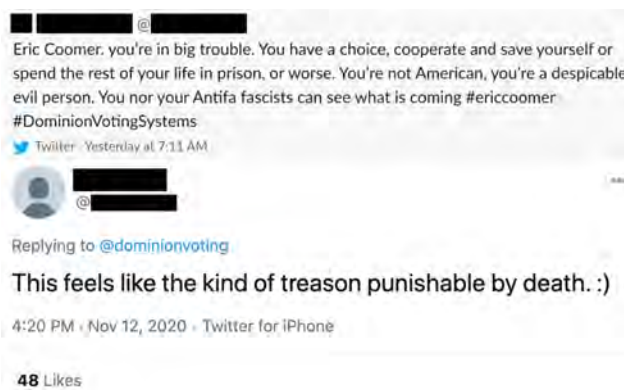 @
Eric Coomer. you're in big trouble. You have a choice, cooperate and save yourself or
spend the rest of your life in prison, or worse. You're not American, you're a despicable
evil person. You nor your Antifa fascists can see what is coming #ericcoomer
#DominionVotingSystems
Twitter · Yesterday at 7:11 AM
@
Replying to @dominionvoting
This feels like the kind of treason punishable by death. :)
4:20 PM · Nov 12, 2020 · Twitter for iPhone
48 Likes